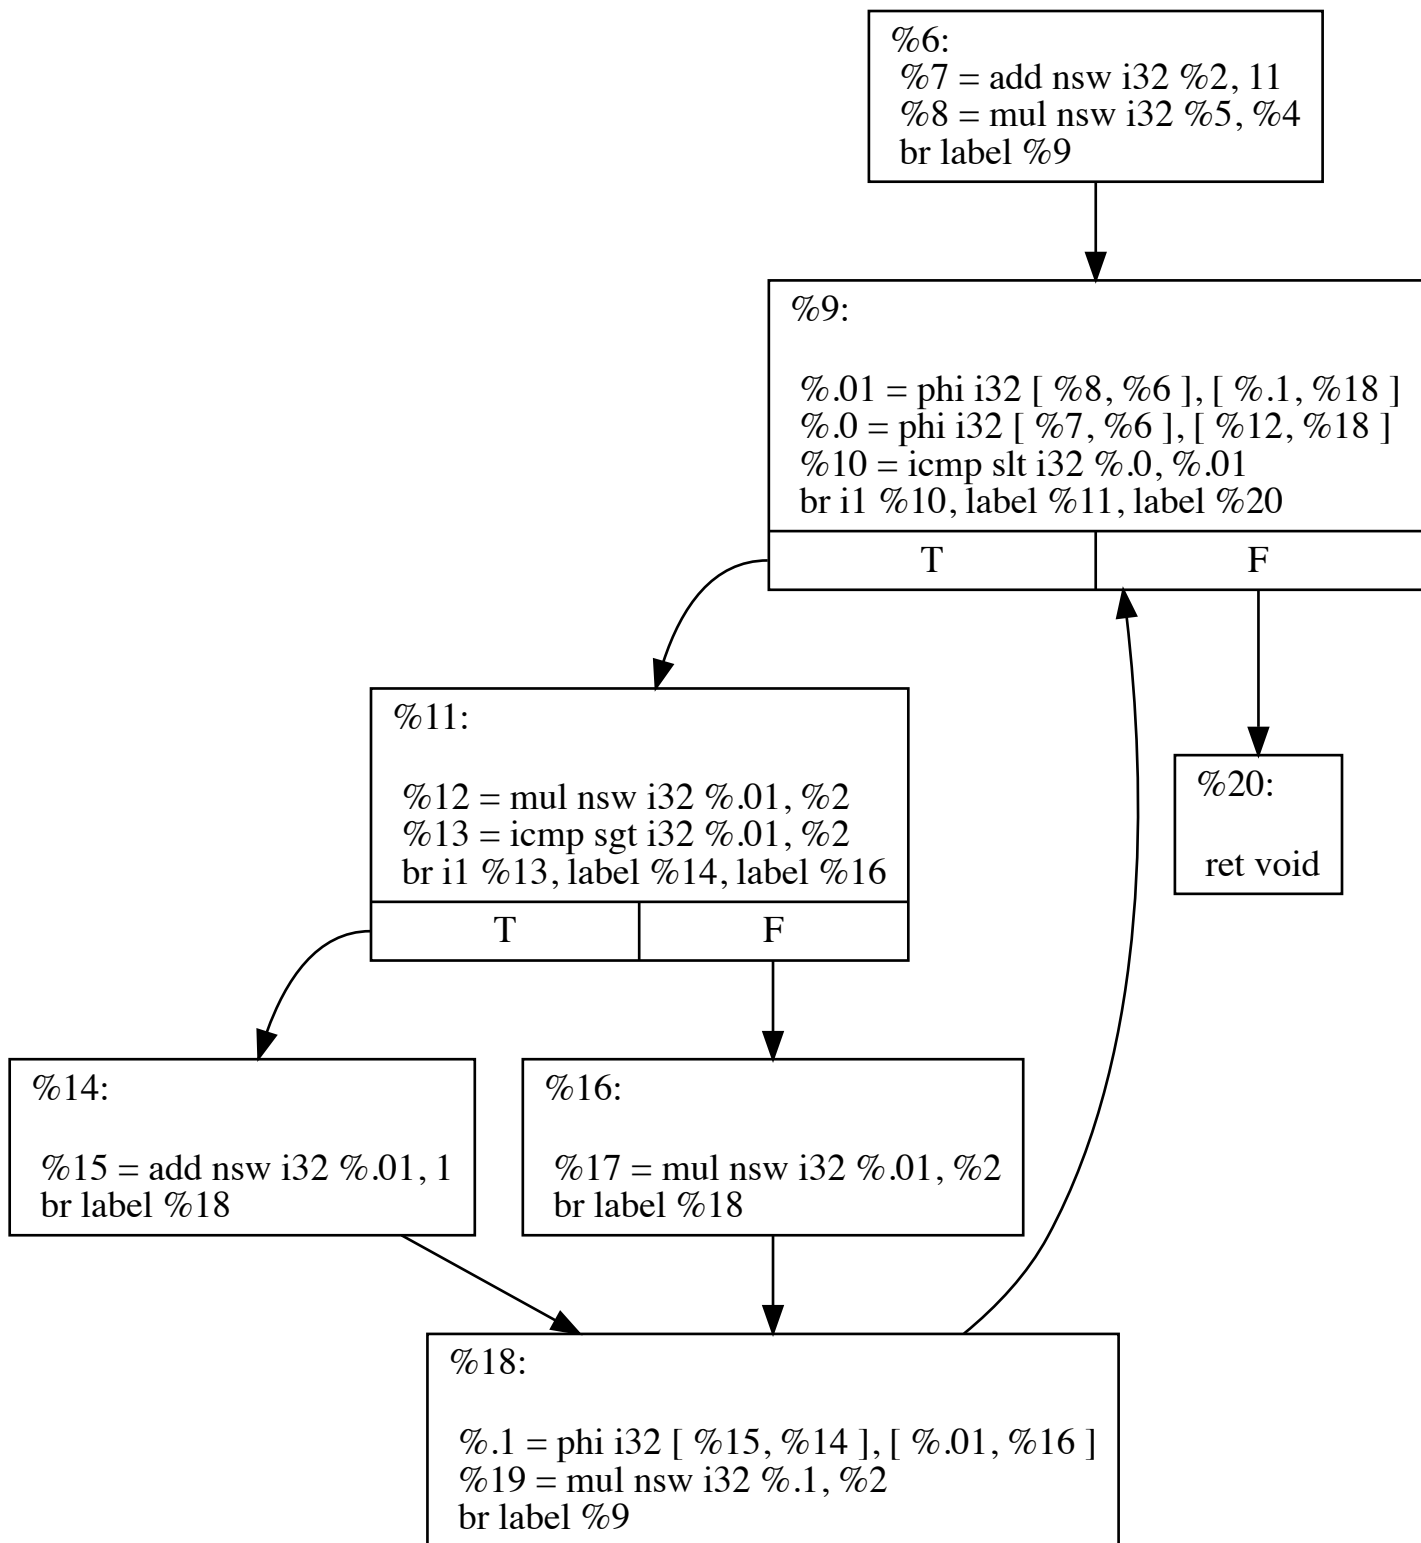 %6:
%7 = add nsw i32 %2, 11
%8 = mul nsw i32 %5, %4
br label %9
%9:
%.01 = phi i32 [ %8, %6 ], [ %.1, %18 ]
%.0 = phi i32 [ %7, %6 ], [ %12, %18 ]
%10 = icmp slt i32 %.0, %.01
br i1 %10, label %11, label %20
T
F
%11:
%12 = mul nsw i32 %.01, %2
%13 = icmp sgt i32 %.01, %2
br i1 %13, label %14, label %16
T
F
%20:
ret void
%14:
%15 = add nsw i32 %.01, 1
br label %18
%16:
%17 = mul nsw i32 %.01, %2
br label %18
%18:
%.1 = phi i32 [ %15, %14 ], [ %.01, %16 ]
%19 = mul nsw i32 %.1, %2
br label %9